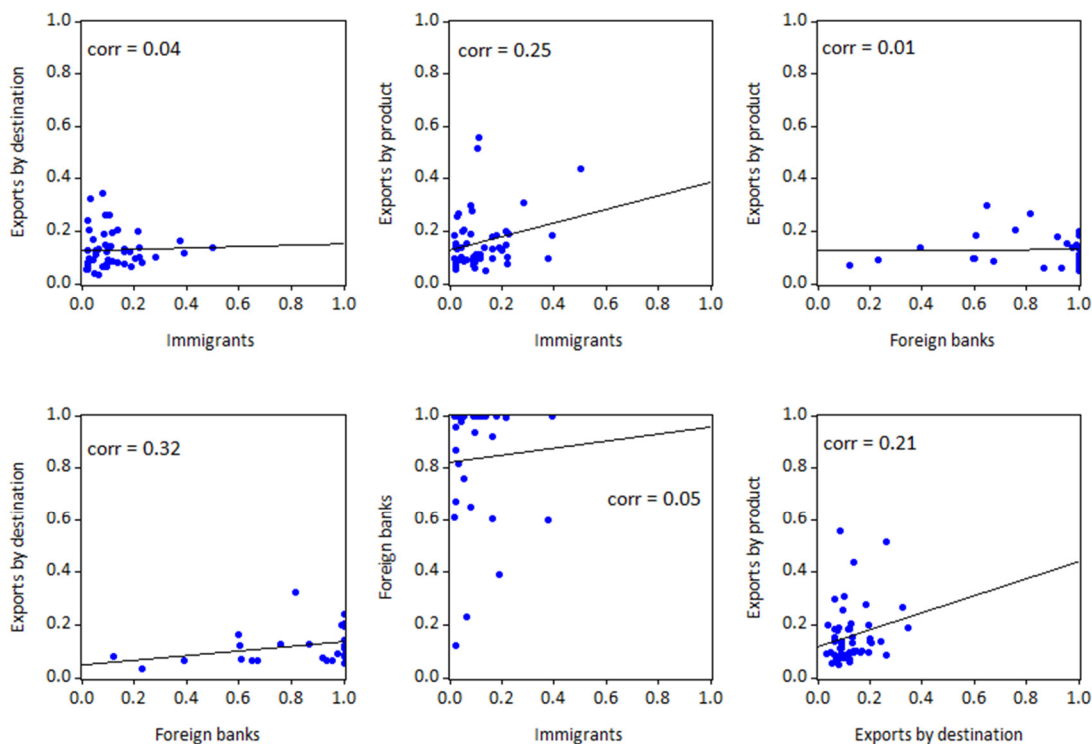 1.0
0.8
0.6
0.4
0.2
0.0
Exports by destination
corr = 0.04
0.0 0.2 0.4 0.6 0.8 1.0
Immigrants
1.0
0.8
0.6
0.4
0.2
0.0
Exports by product
corr = 0.25
0.0 0.2 0.4 0.6 0.8 1.0
Immigrants
1.0
0.8
0.6
0.4
0.2
0.0
Exports by product
corr = 0.01
0.0 0.2 0.4 0.6 0.8 1.0
Foreign banks
1.0
0.8
0.6
0.4
0.2
0.0
Exports by destination
corr = 0.32
0.0 0.2 0.4 0.6 0.8 1.0
Foreign banks
1.0
0.8
0.6
0.4
0.2
0.0
Foreign banks
corr = 0.05
0.0 0.2 0.4 0.6 0.8 1.0
Immigrants
1.0
0.8
0.6
0.4
0.2
0.0
Exports by product
corr = 0.21
0.0 0.2 0.4 0.6 0.8 1.0
Exports by destination